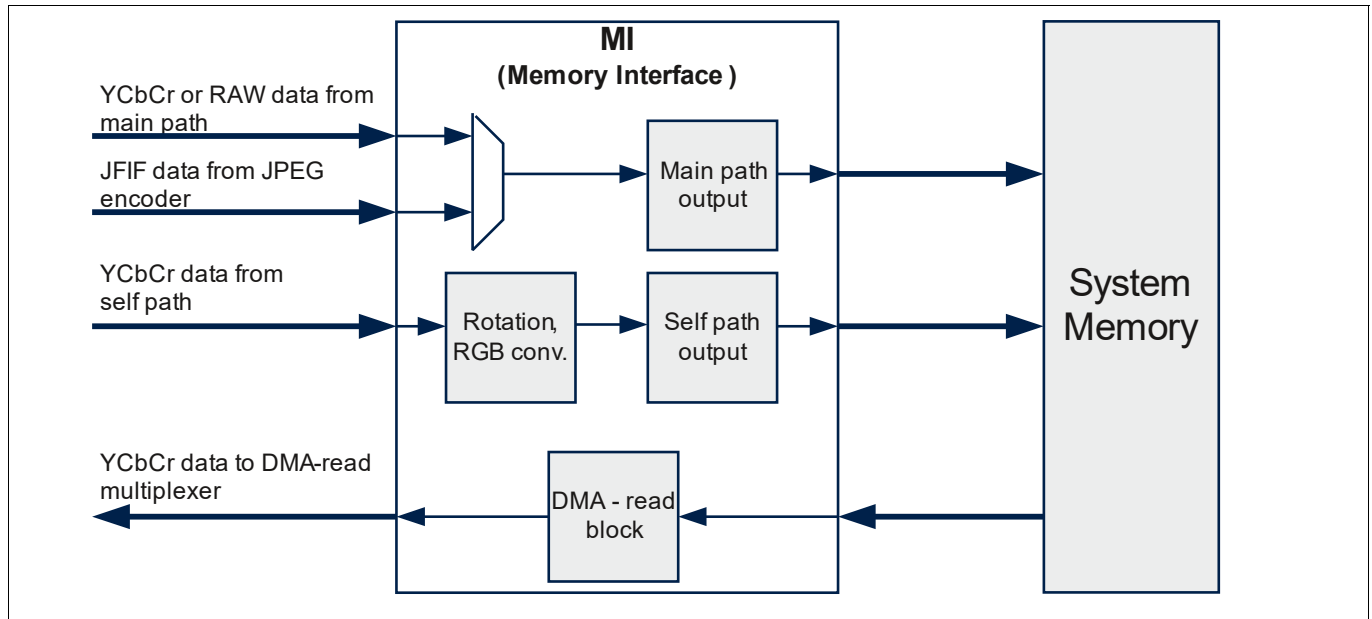 MI
(Memory Interface )
YCbCr or RAW data from
main path
JFIF data from JPEG
encoder
Main path
output
YCbCr data from
self path
Rotation,
RGB conv.
Self path
output
System
Memory
YCbCr data to DMA-read
multiplexer
DMA - read
block